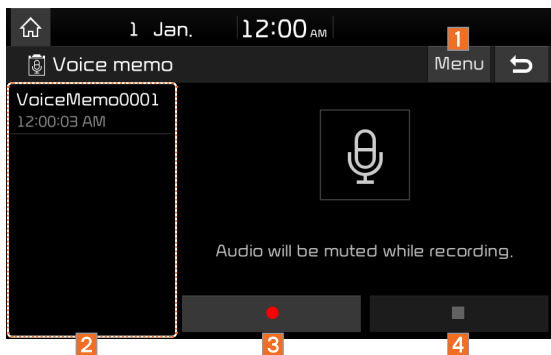 1 Jan. 12:00 AM
1
Voice memo Menu
VoiceMemo0001
12:00:03 AM
Audio will be muted while recording.
2 3 4